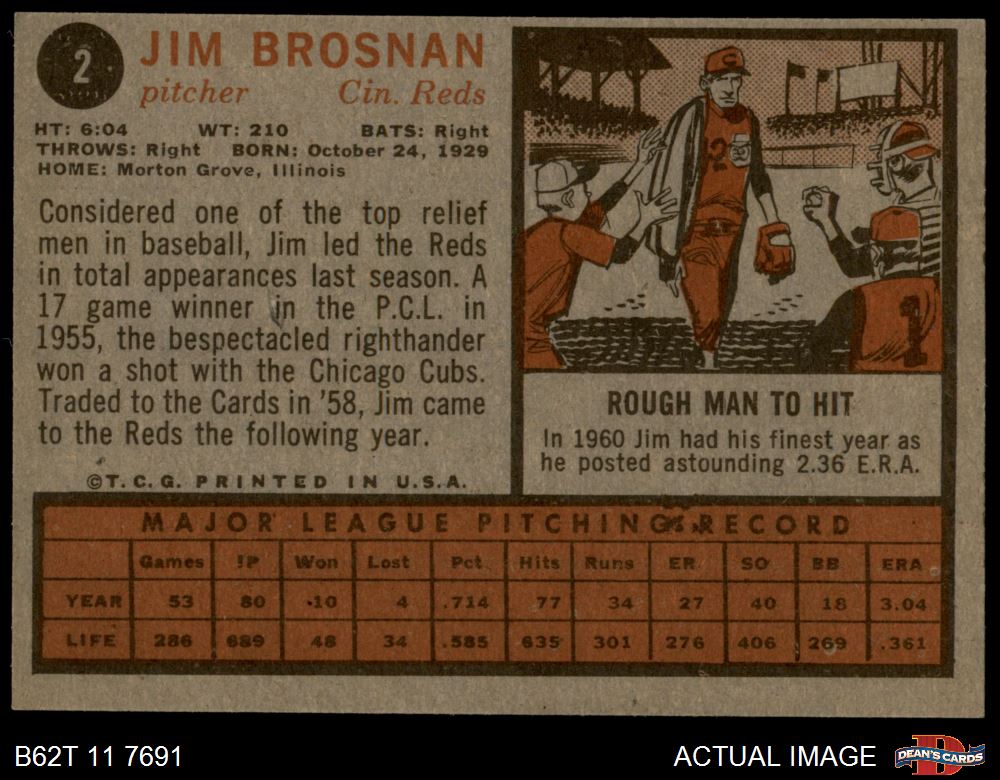 2
JIM BROSNAN
pitcher Cin. Reds
HT: 6:04 WT: 210 BATS: Right
THROWS: Right BORN: October 24, 1929
HOME: Morton Grove, Illinois
Considered one of the top relief
men in baseball, Jim led the Reds
in total appearances last season. A
17 game winner in the P.C.L. in
1955, the bespectacled righthander
won a shot with the Chicago Cubs.
Traded to the Cards in '58, Jim came
to the Reds the following year.
©T.C.G. PRINTED IN U.S.A.
C
2
1
ROUGH MAN TO HIT
In 1960 Jim had his finest year as
he posted astounding 2.36 E.R.A.
MAJOR LEAGUE PITCHING RECORD
Games IP Won Lost Pct. Hits Runs ER SO BB ERA
YEAR 53 80 10 4 .714 77 34 27 40 18 3.04
LIFE 286 689 48 34 .585 635 301 276 406 269 .361
B62T 11 7691 ACTUAL IMAGE D DEAN'S CARDS